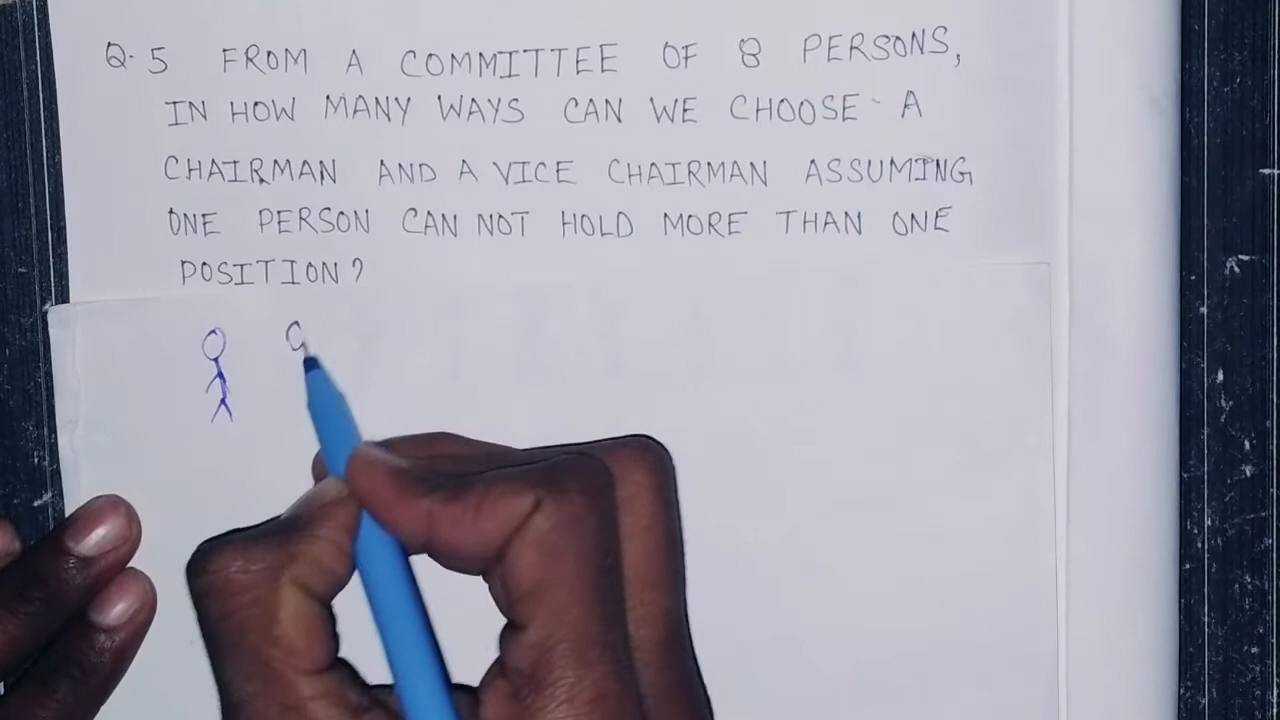 Q. 5 FROM A COMMITTEE OF 8 PERSONS,
IN HOW MANY WAYS CAN WE CHOOSE A
CHAIRMAN AND A VICE CHAIRMAN ASSUMING
ONE PERSON CAN NOT HOLD MORE THAN ONE
POSITION?